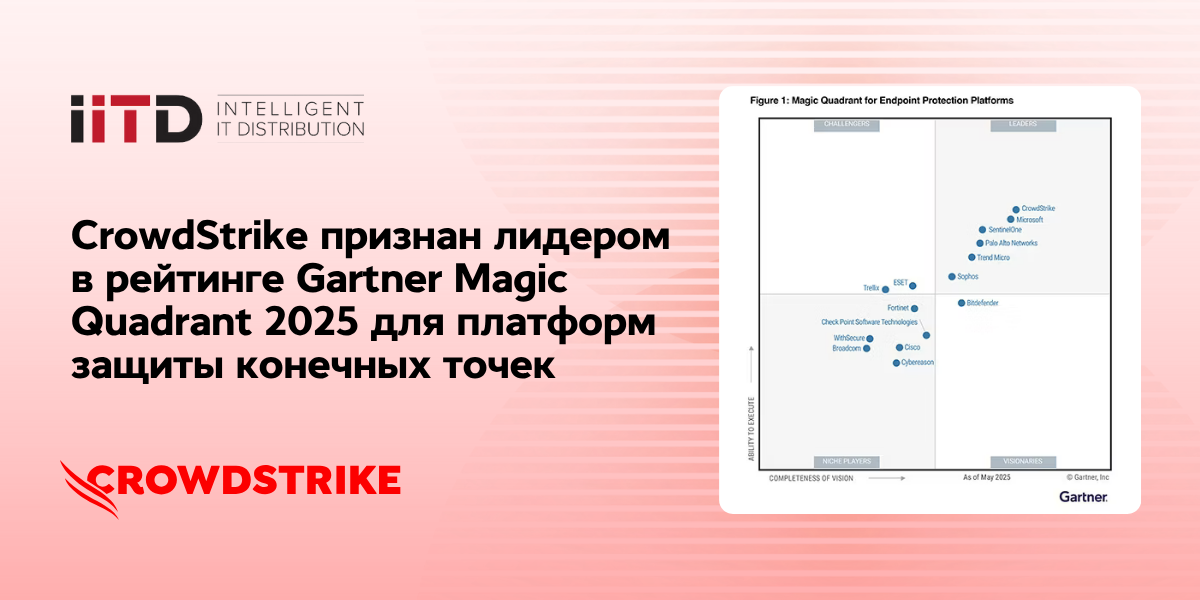 iiTD
INTELLIGENT
IT DISTRIBUTION
CrowdStrike признан лидером
в рейтинге Gartner Magic
Quadrant 2025 для платформ
защиты конечных точек
CROWDSTRIKE
Figure 1: Magic Quadrant for Endpoint Protection Platforms
CHALLENGERS
LEADERS
CrowdStrike
Microsoft
SentinelOne
Palo Alto Networks
Trend Micro
Sophos
ESET
Trellix
Bitdefender
Fortinet
Check Point Software Technologies
WithSecure
Broadcom
Cisco
Cybereason
ABILITY TO EXECUTE
NICHE PLAYERS
VISIONARIES
COMPLETENESS OF VISION
As of May 2025
© Gartner, Inc
Gartner.